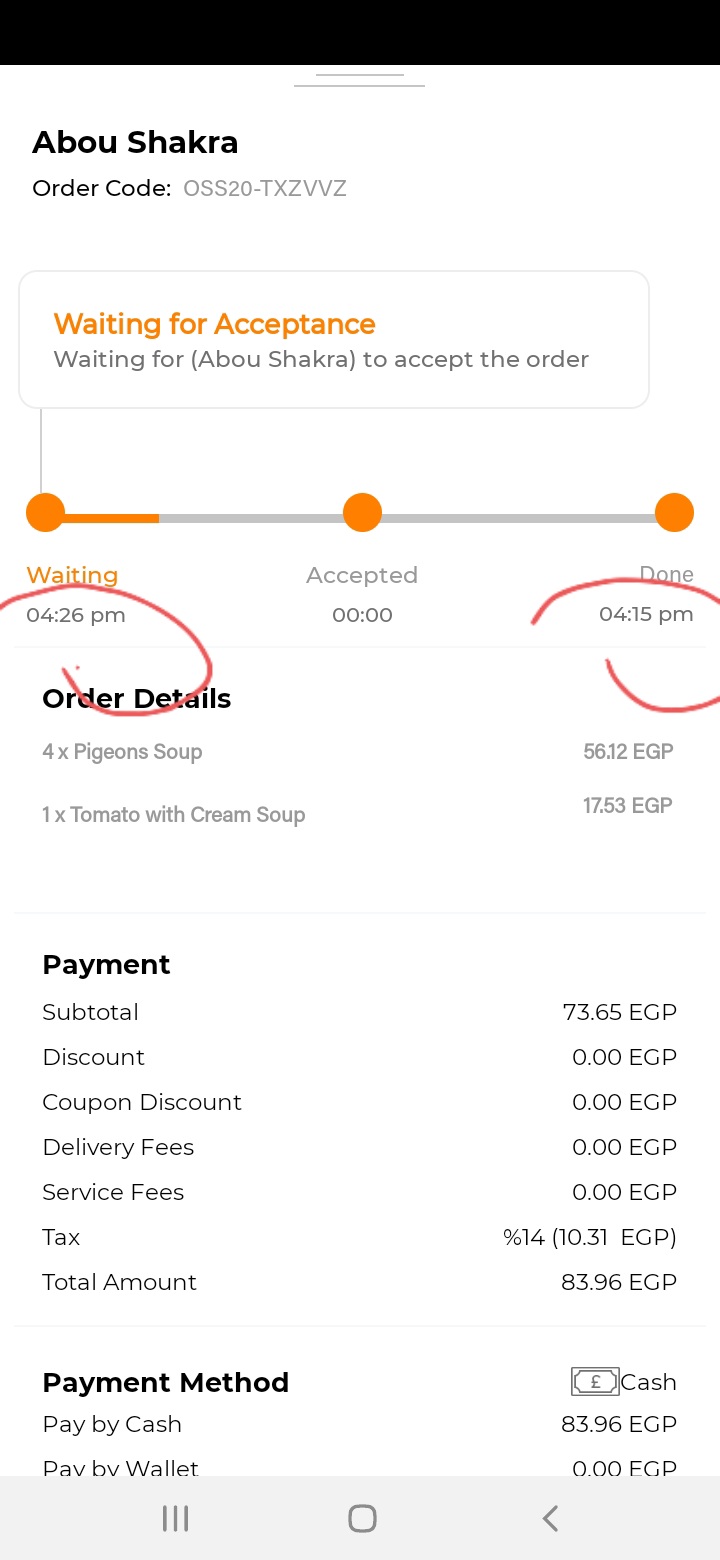 Abou Shakra
Order Code: OSS20-TXZVVZ
Waiting for Acceptance
Waiting for (Abou Shakra) to accept the order
Waiting Accepted Done
04:26 pm 00:00 04:15 pm
Order Details
4 x Pigeons Soup 56.12 EGP
1 x Tomato with Cream Soup 17.53 EGP
Payment
Subtotal 73.65 EGP
Discount 0.00 EGP
Coupon Discount 0.00 EGP
Delivery Fees 0.00 EGP
Service Fees 0.00 EGP
Tax %14 (10.31 EGP)
Total Amount 83.96 EGP
Payment Method £ Cash
Pay by Cash 83.96 EGP
Pay by Wallet 0.00 EGP